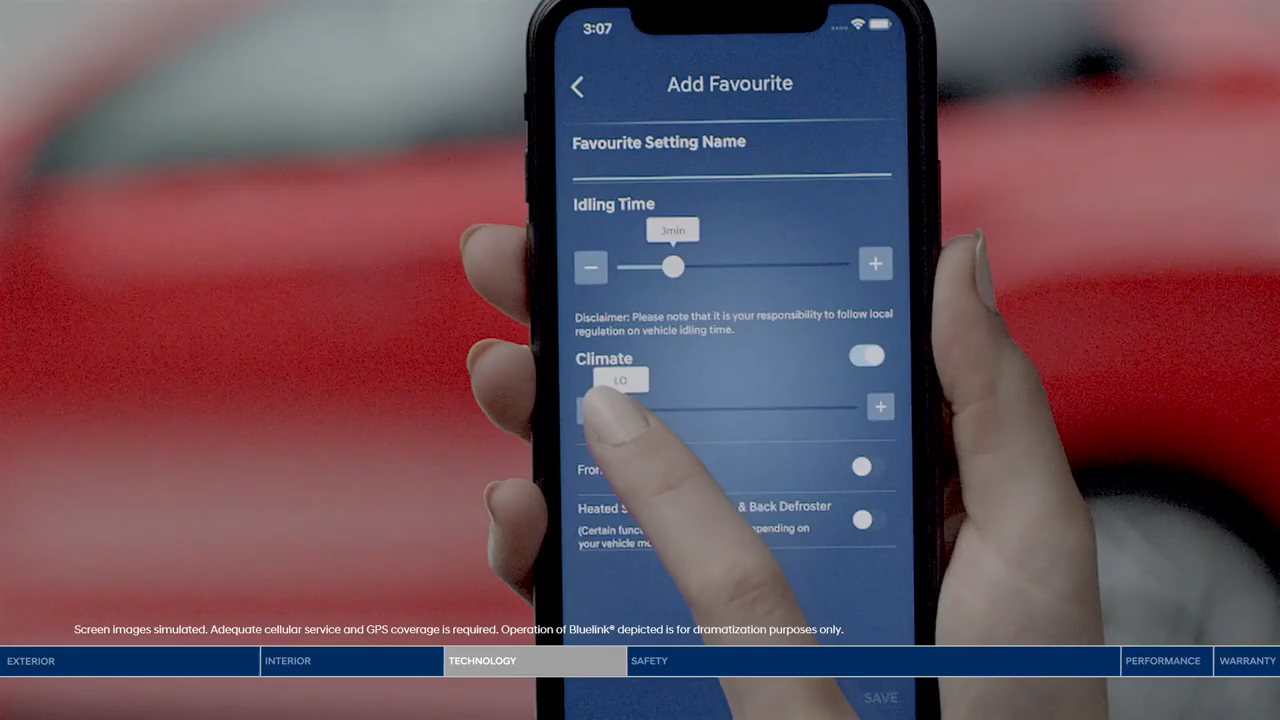 3:07
Add Favourite
Favourite Setting Name
Idling Time
3min
Disclaimer: Please note that it is your responsibility to follow local
regulation on vehicle idling time.
Climate
LO
Heated & Back Defroster
(Certain
your vehicle
Screen images simulated. Adequate cellular service and GPS coverage is required. Operation of Bluelink® depicted is for dramatization purposes only.
EXTERIOR
INTERIOR
TECHNOLOGY
SAFETY
PERFORMANCE
WARRANTY
SAVE